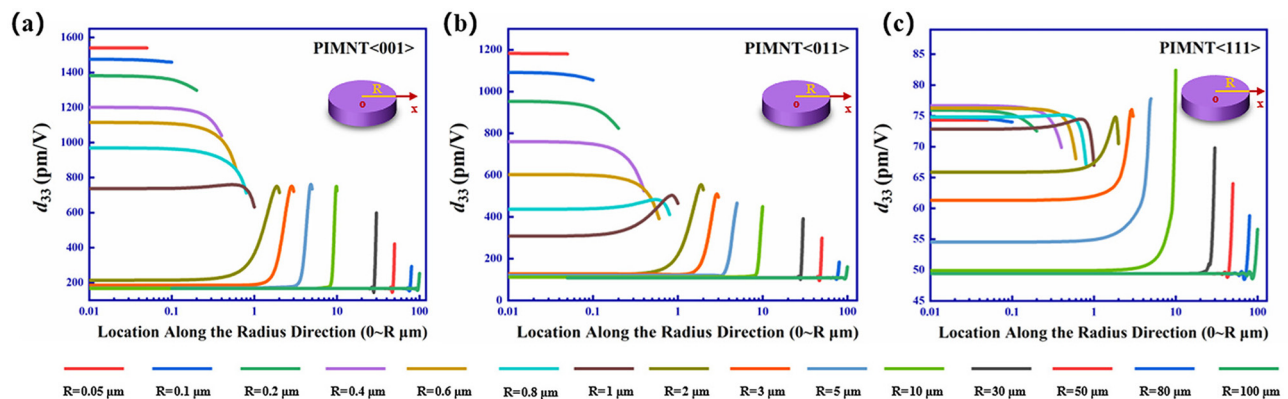 (a)
PIMNT<001>
R
o
x
d33 (pm/V)
1600
1400
1200
1000
800
600
400
200
0.01 0.1 1 10 100
Location Along the Radius Direction (0~R μm)
(b)
PIMNT<011>
R
o
x
d33 (pm/V)
1200
1000
800
600
400
200
0
0.01 0.1 1 10 100
Location Along the Radius Direction (0~R μm)
(c)
PIMNT<111>
R
o
x
d33 (pm/V)
85
80
75
70
65
60
55
50
45
0.01 0.1 1 10 100
Location Along the Radius Direction (0~R μm)
R=0.05 μm R=0.1 μm R=0.2 μm R=0.4 μm R=0.6 μm R=0.8 μm R=1 μm R=2 μm R=3 μm R=5 μm R=10 μm R=30 μm R=50 μm R=80 μm R=100 μm